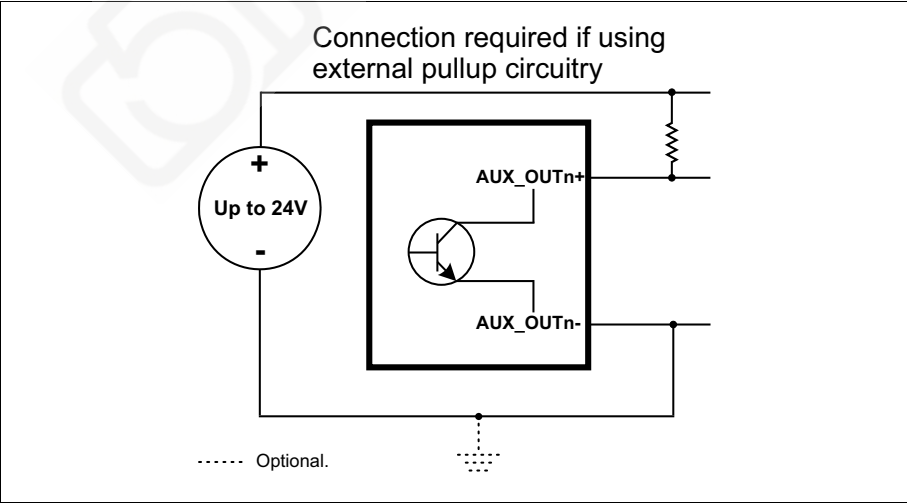 Connection required if using
external pullup circuitry
+
Up to 24V
-
AUX_OUTn+
AUX_OUTn-
Optional.